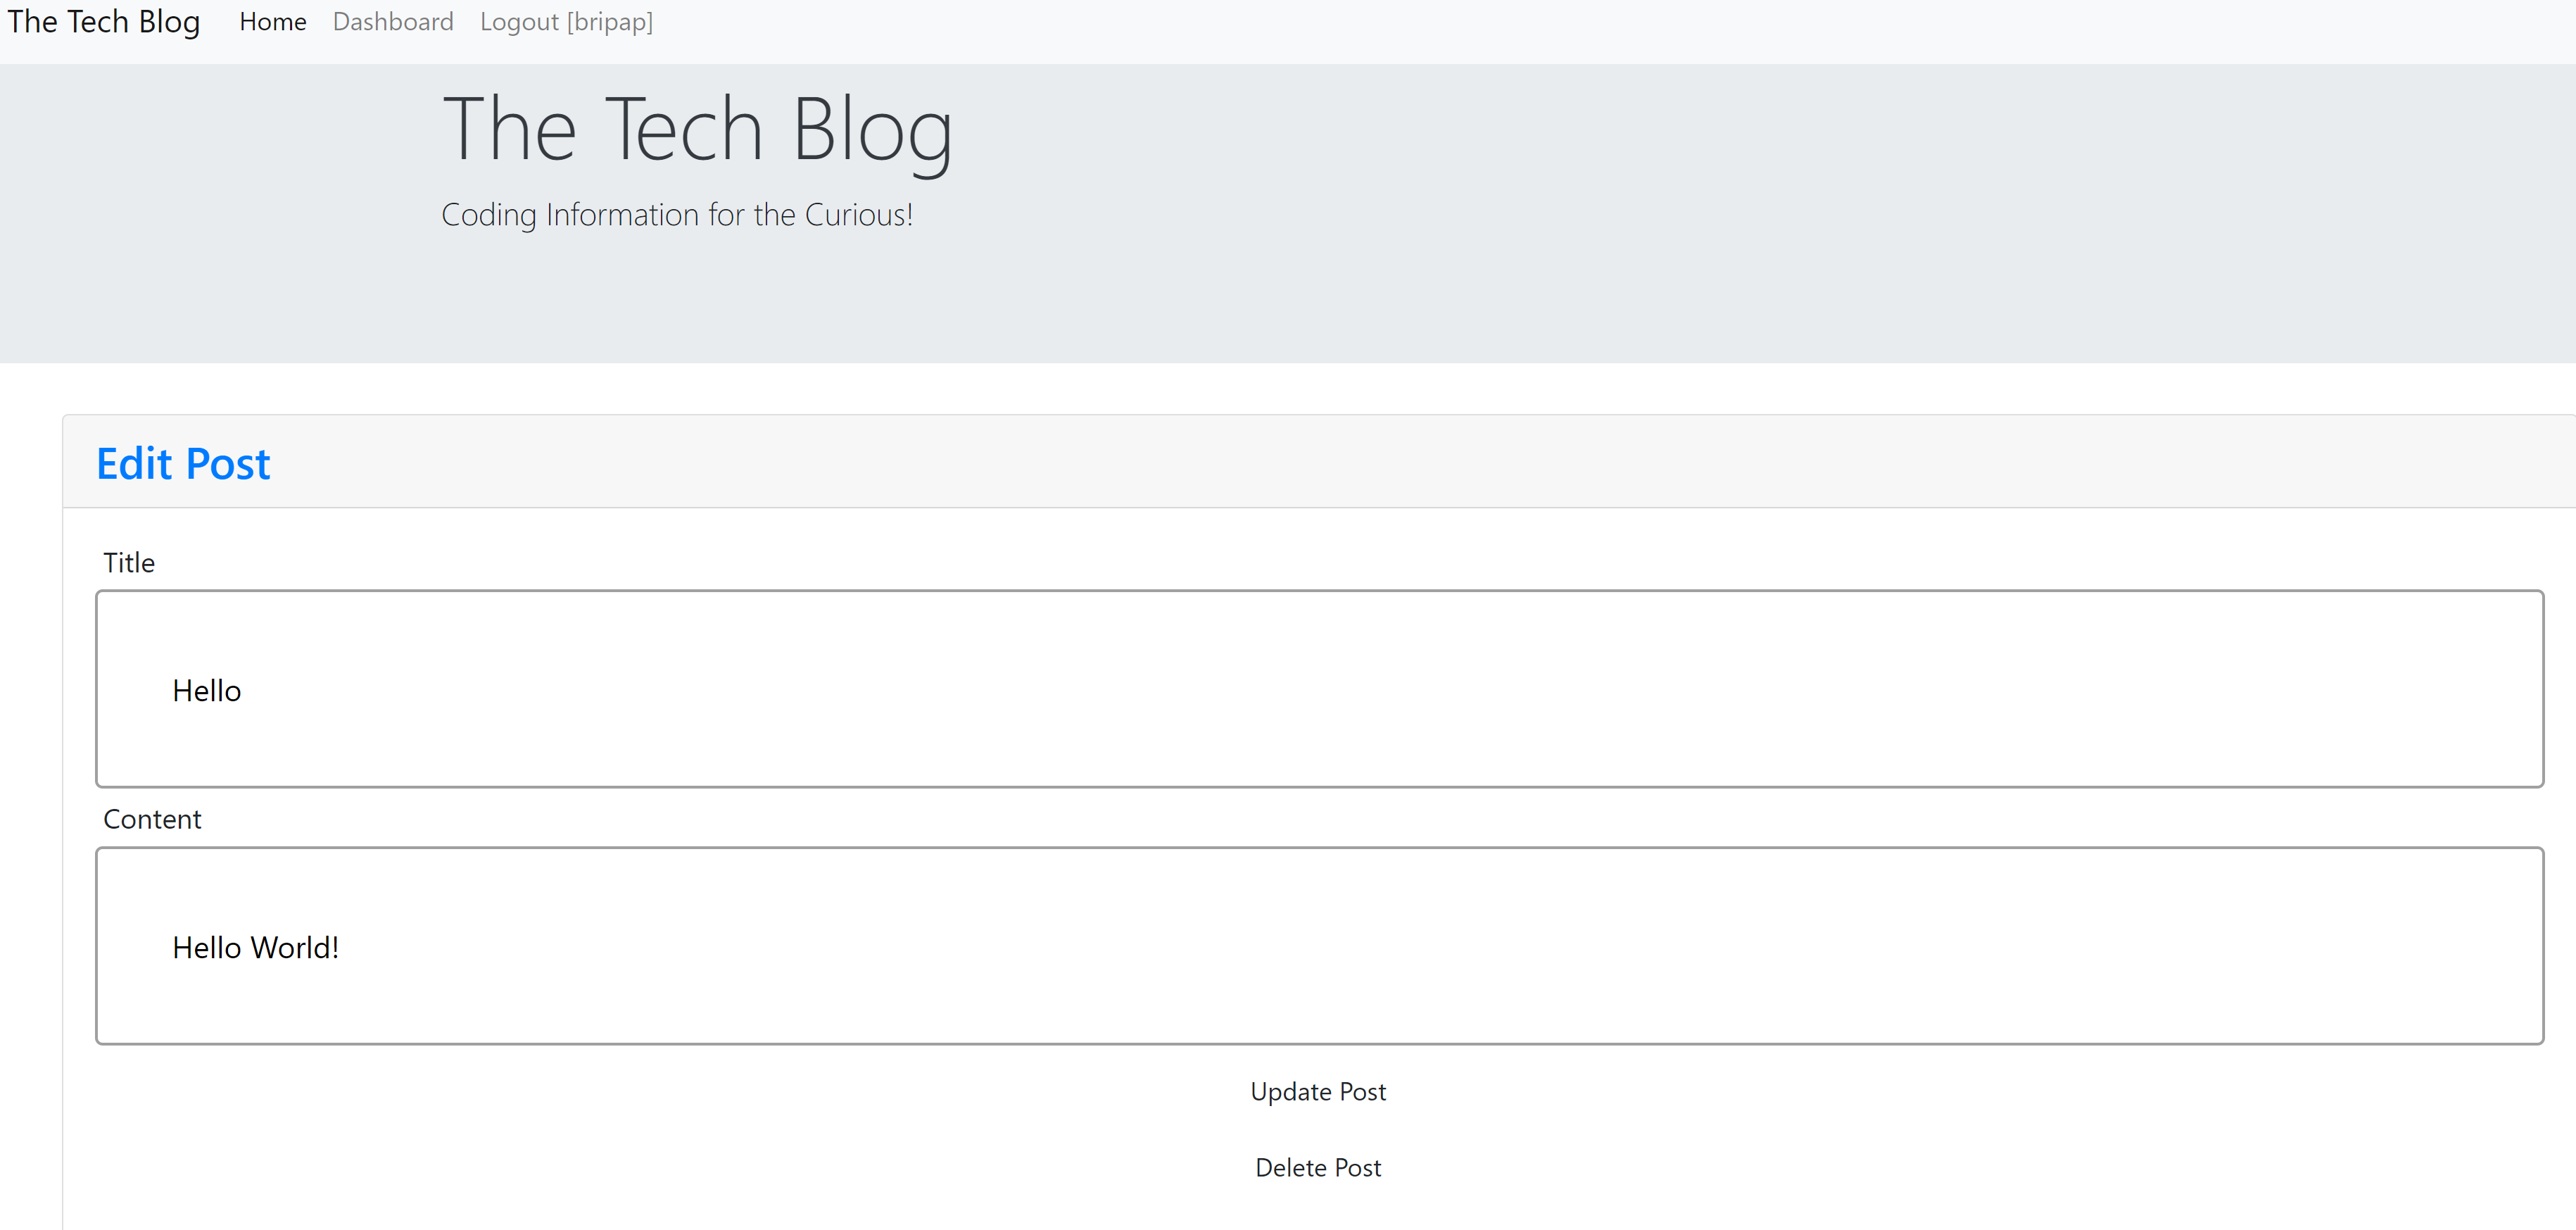 The Tech Blog Home Dashboard Logout [bripap]
The Tech Blog
Coding Information for the Curious!
Edit Post
Title
Hello
Content
Hello World!
Update Post
Delete Post